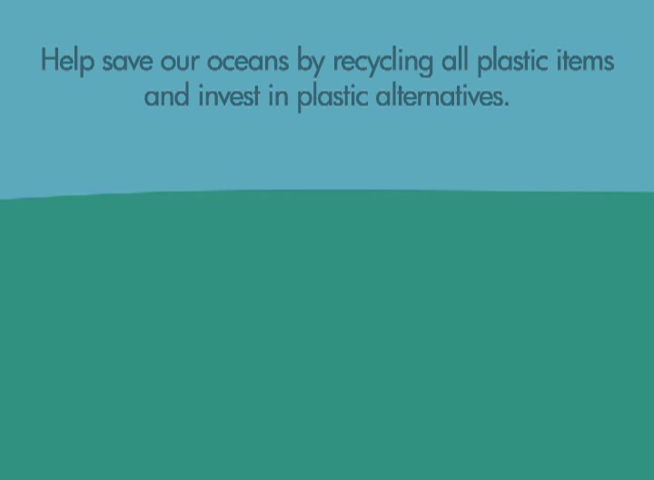 Help save our oceans by recycling all plastic items
and invest in plastic alternatives.